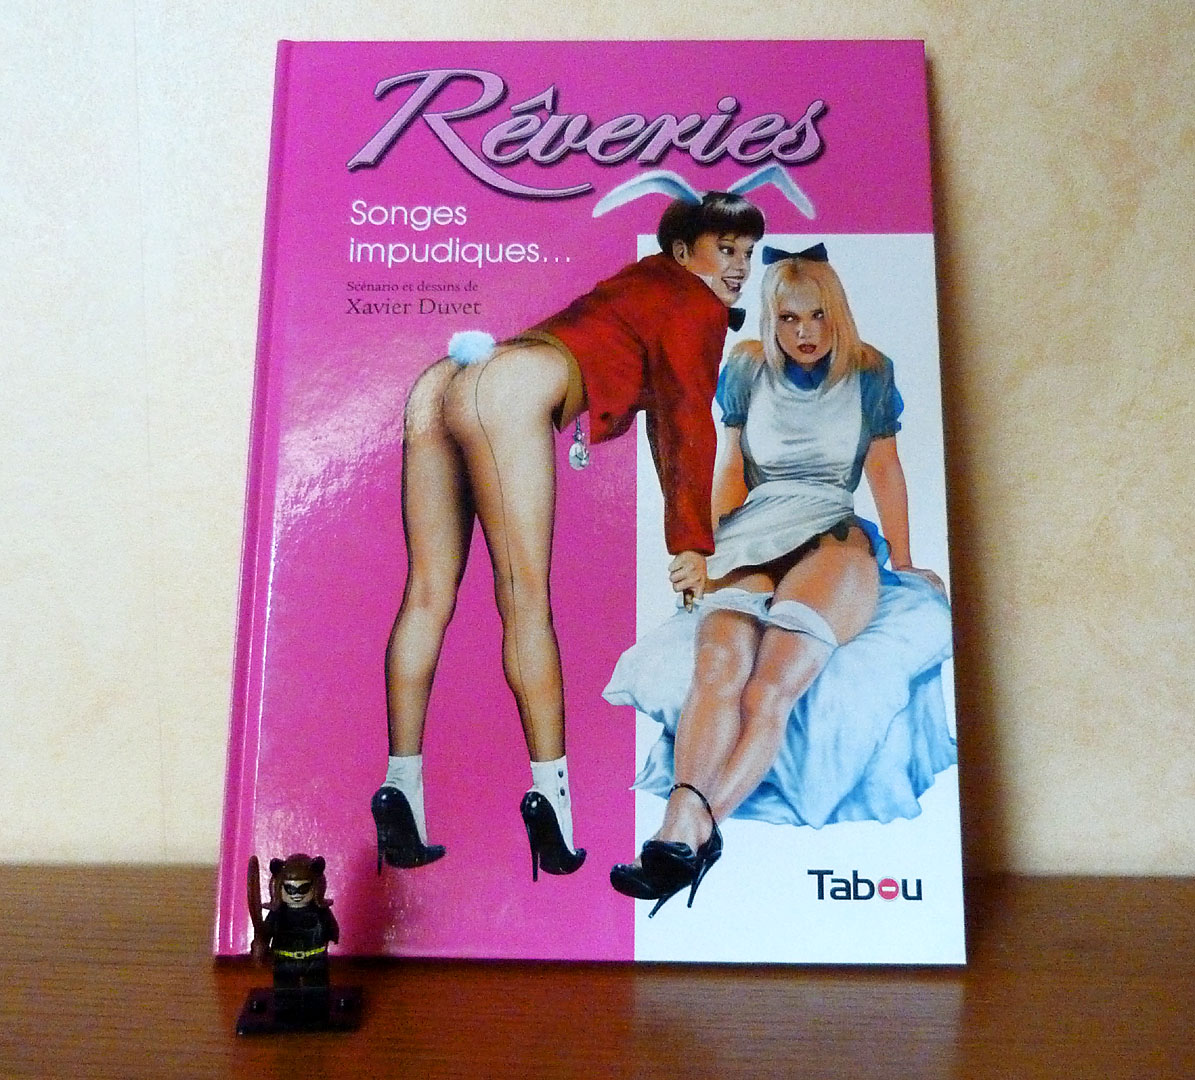 Rêveries
Songes
impudiques...
Scénario et dessins de
Xavier Duvet
Tabou